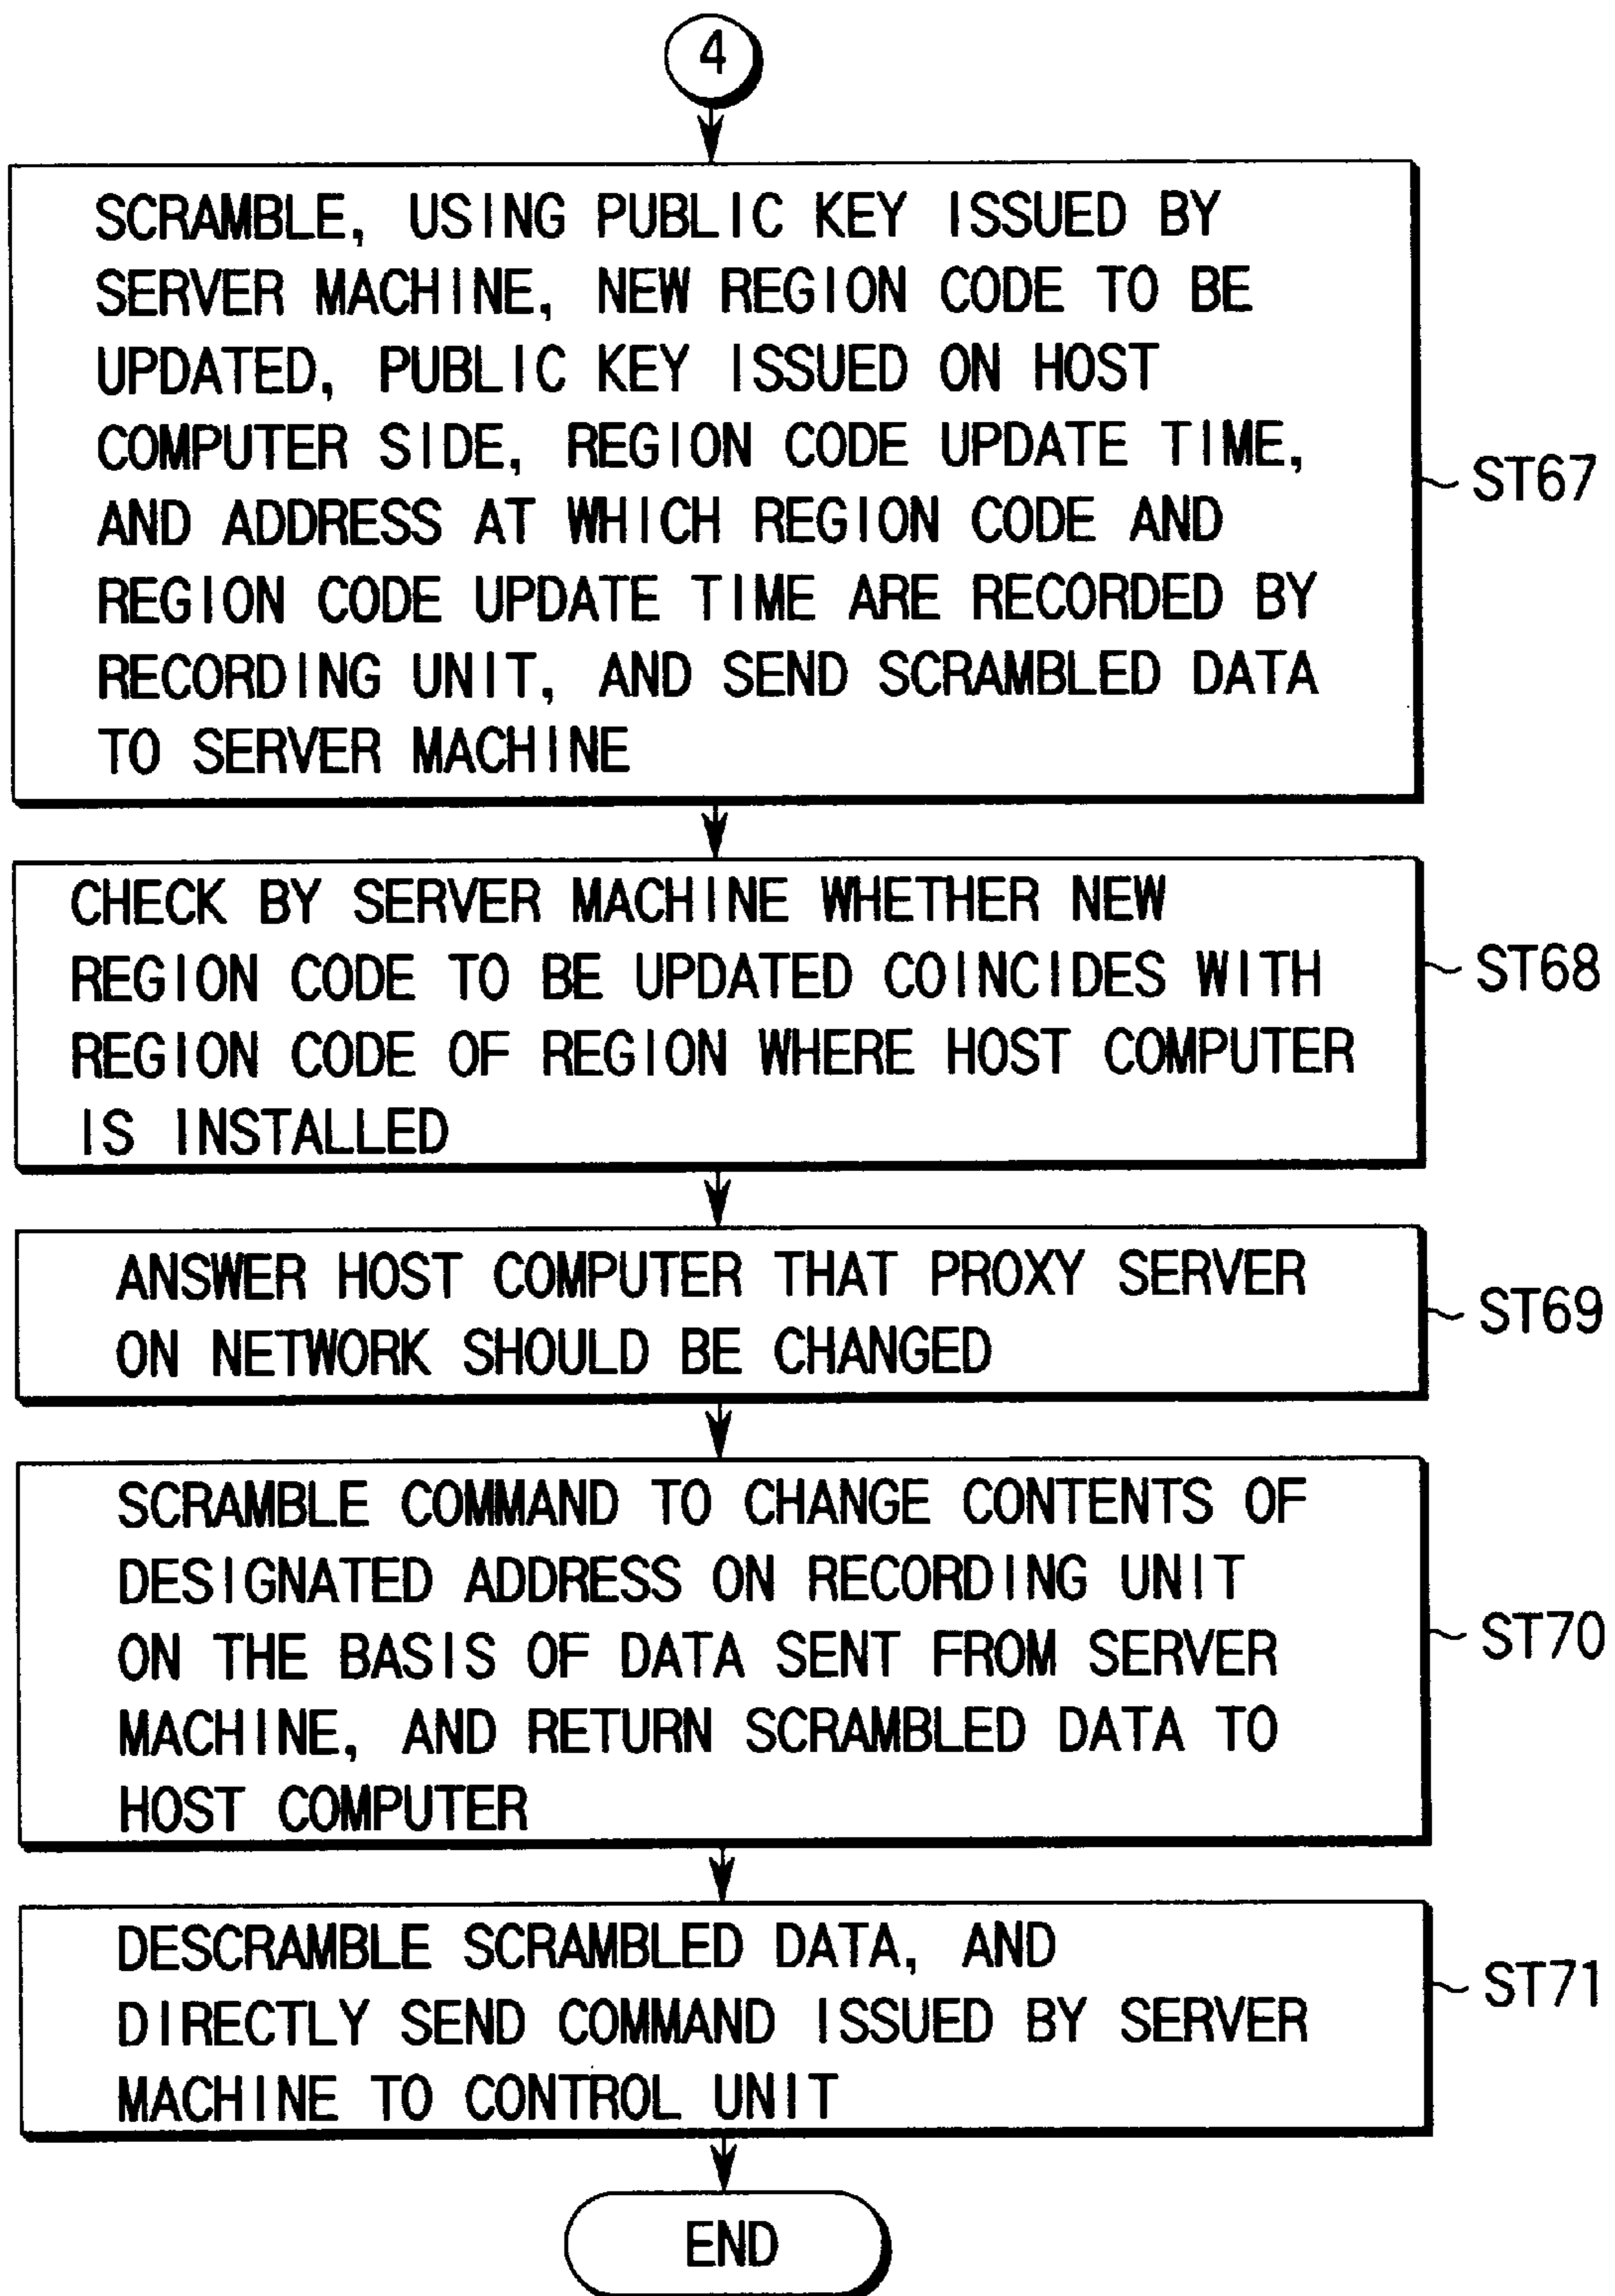 4
SCRAMBLE, USING PUBLIC KEY ISSUED BY
SERVER MACHINE, NEW REGION CODE TO BE
UPDATED, PUBLIC KEY ISSUED ON HOST
COMPUTER SIDE, REGION CODE UPDATE TIME,
AND ADDRESS AT WHICH REGION CODE AND
REGION CODE UPDATE TIME ARE RECORDED BY
RECORDING UNIT, AND SEND SCRAMBLED DATA
TO SERVER MACHINE
ST67
CHECK BY SERVER MACHINE WHETHER NEW
REGION CODE TO BE UPDATED COINCIDES WITH
REGION CODE OF REGION WHERE HOST COMPUTER
IS INSTALLED
ST68
ANSWER HOST COMPUTER THAT PROXY SERVER
ON NETWORK SHOULD BE CHANGED
ST69
SCRAMBLE COMMAND TO CHANGE CONTENTS OF
DESIGNATED ADDRESS ON RECORDING UNIT
ON THE BASIS OF DATA SENT FROM SERVER
MACHINE, AND RETURN SCRAMBLED DATA TO
HOST COMPUTER
ST70
DESCRAMBLE SCRAMBLED DATA, AND
DIRECTLY SEND COMMAND ISSUED BY SERVER
MACHINE TO CONTROL UNIT
ST71
END